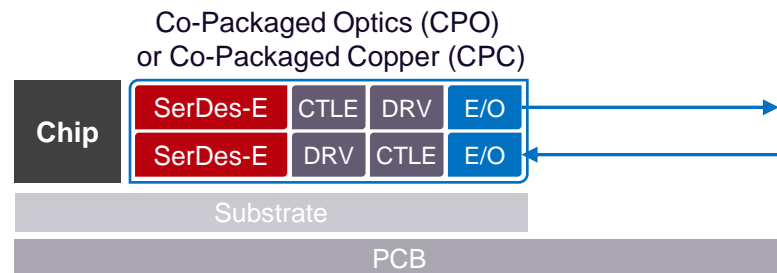 Co-Packaged Optics (CPO)
or Co-Packaged Copper (CPC)
Chip
SerDes-E CTLE DRV E/O
SerDes-E DRV CTLE E/O
Substrate
PCB